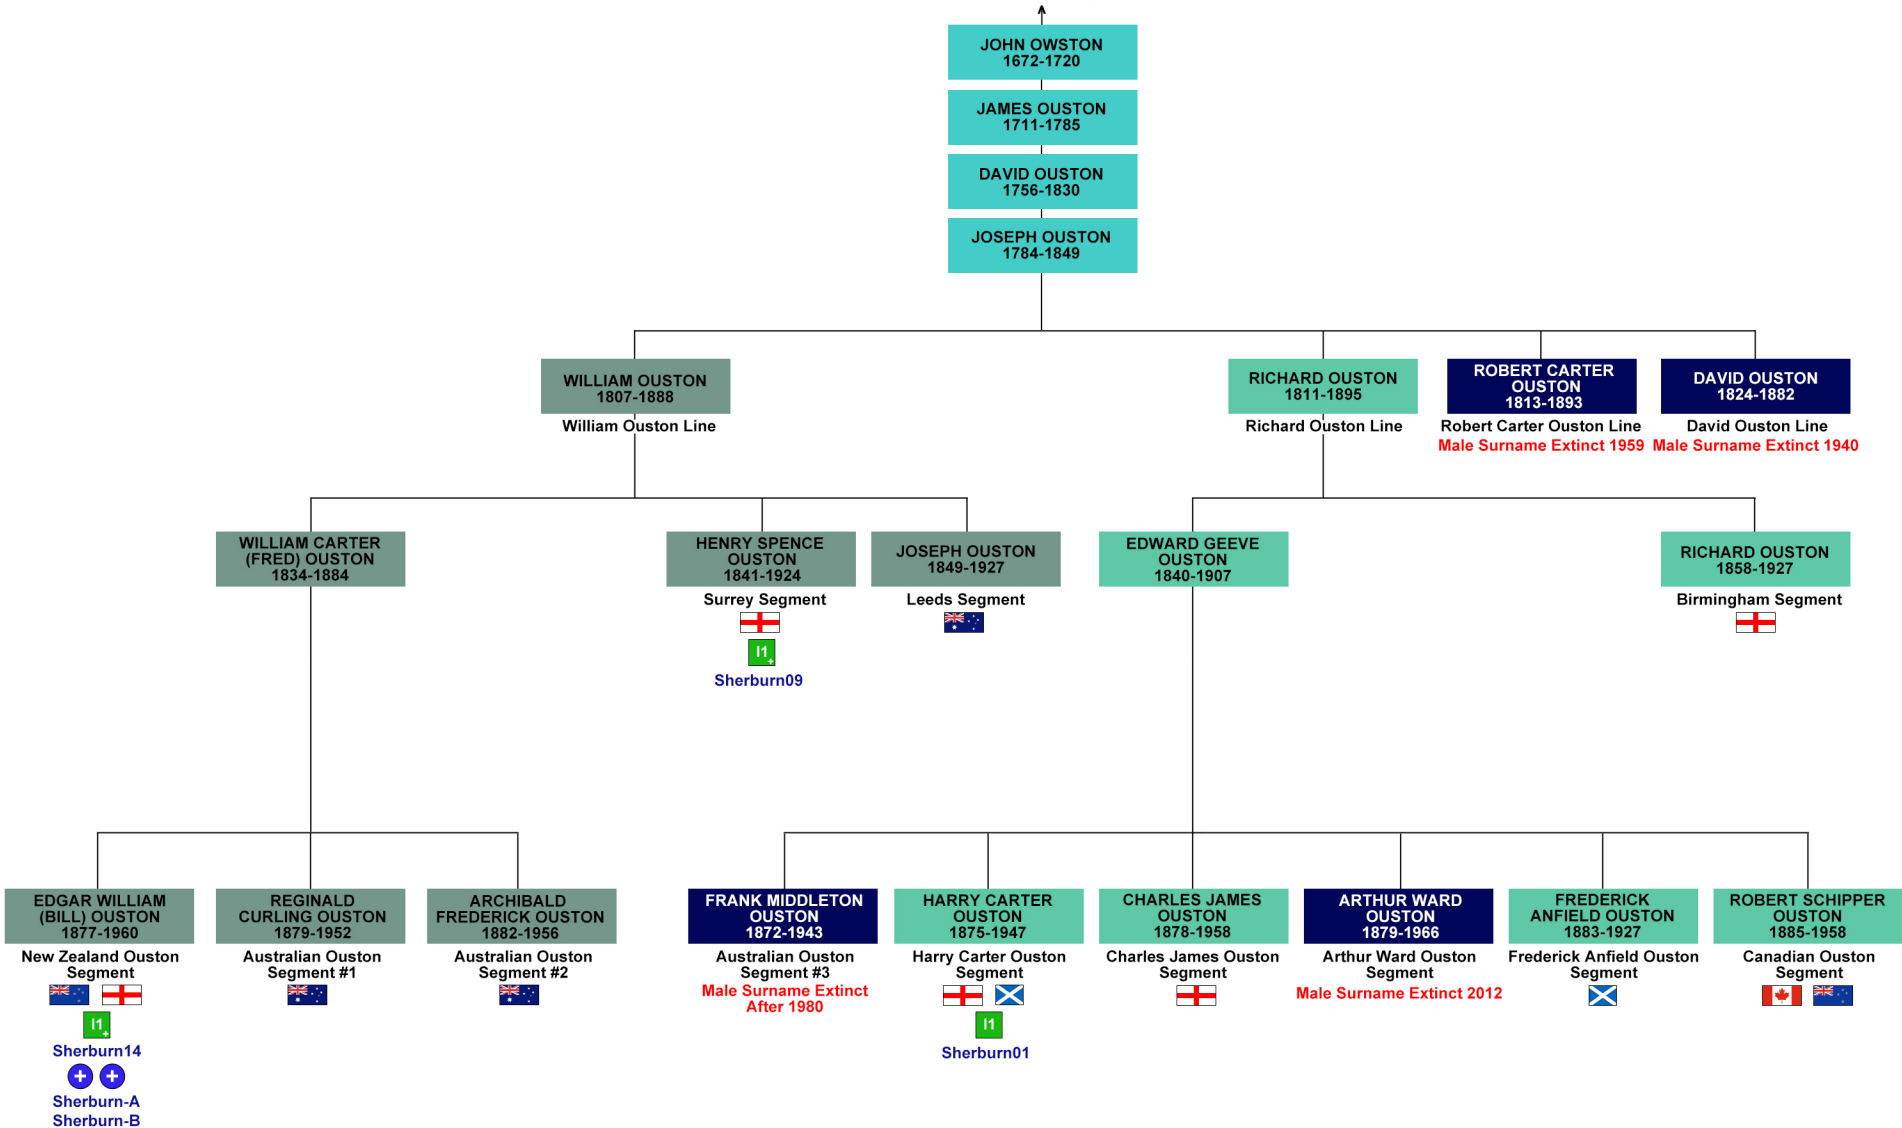 JOHN OWSTON
1672-1720
JAMES OUSTON
1711-1785
DAVID OUSTON
1756-1830
JOSEPH OUSTON
1784-1849
WILLIAM OUSTON
1807-1888
William Ouston Line
RICHARD OUSTON
1811-1895
Richard Ouston Line
ROBERT CARTER
OUSTON
1813-1893
Robert Carter Ouston Line
Male Surname Extinct 1959
DAVID OUSTON
1824-1882
David Ouston Line
Male Surname Extinct 1940
WILLIAM CARTER
(FRED) OUSTON
1834-1884
HENRY SPENCE
OUSTON
1841-1924
Surrey Segment
I1+
Sherburn09
JOSEPH OUSTON
1849-1927
Leeds Segment
EDWARD GEEVE
OUSTON
1840-1907
RICHARD OUSTON
1858-1927
Birmingham Segment
EDGAR WILLIAM
(BILL) OUSTON
1877-1960
New Zealand Ouston
Segment
I1+
Sherburn14
+ +
Sherburn-A
Sherburn-B
REGINALD
CURLING OUSTON
1879-1952
Australian Ouston
Segment #1
ARCHIBALD
FREDERICK OUSTON
1882-1956
Australian Ouston
Segment #2
FRANK MIDDLETON
OUSTON
1872-1943
Australian Ouston
Segment #3
Male Surname Extinct
After 1980
HARRY CARTER
OUSTON
1875-1947
Harry Carter Ouston
Segment
I1
Sherburn01
CHARLES JAMES
OUSTON
1878-1958
Charles James Ouston
Segment
ARTHUR WARD
OUSTON
1879-1966
Arthur Ward Ouston
Segment
Male Surname Extinct 2012
FREDERICK
ANFIELD OUSTON
1883-1927
Frederick Anfield Ouston
Segment
ROBERT SCHIPPER
OUSTON
1885-1958
Canadian Ouston
Segment